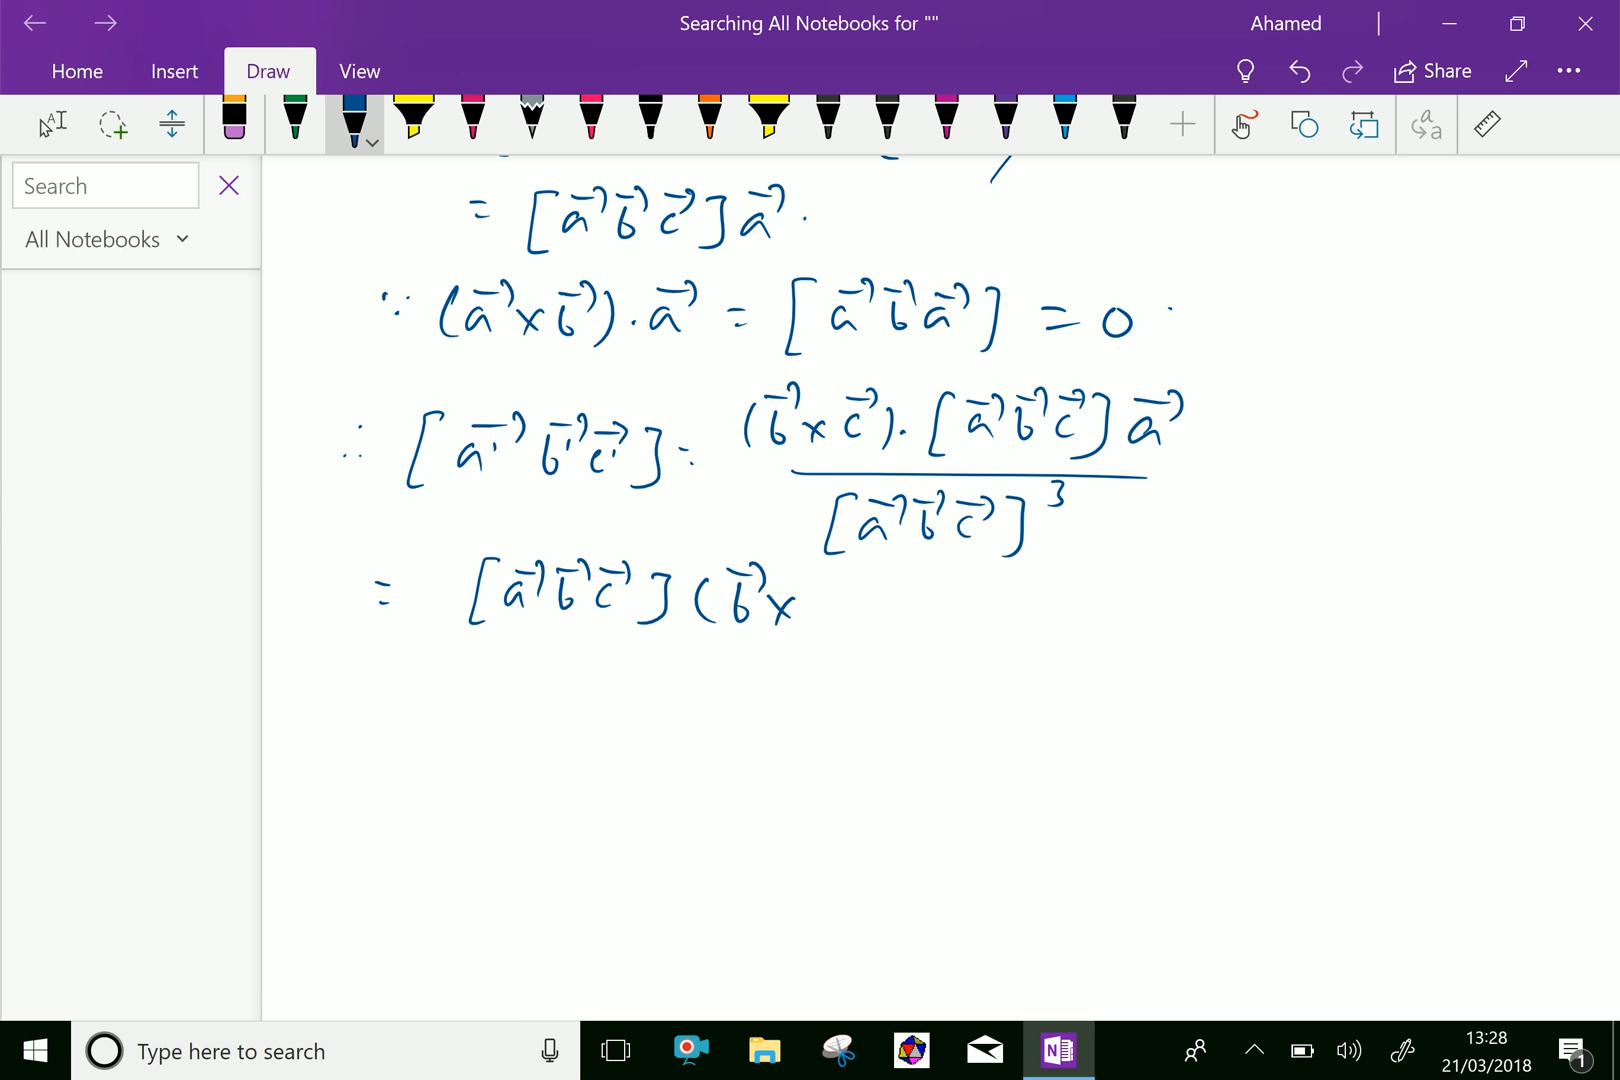 Searching All Notebooks for ""
Ahamed
Home Insert Draw View
Share
Search
All Notebooks
= [a⃗ b⃗ c⃗] a⃗.
∵ (a⃗ × b⃗) . a⃗ = [a⃗ b⃗ a⃗] = 0
∴ [a⃗' b⃗' c⃗'] = (b⃗ × c⃗) . [a⃗ b⃗ c⃗] a⃗
[a⃗ b⃗ c⃗]³
= [a⃗ b⃗ c⃗] (b⃗ ×
Type here to search
13:28
21/03/2018
1